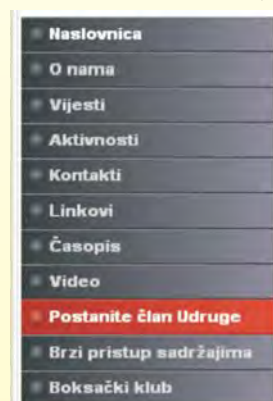 Naslovnica
O nama
Vijesti
Aktivnosti
Kontakti
Linkovi
Časopis
Video
Postanite član Udruge
Brzi pristup sadržajima
Boksački klub